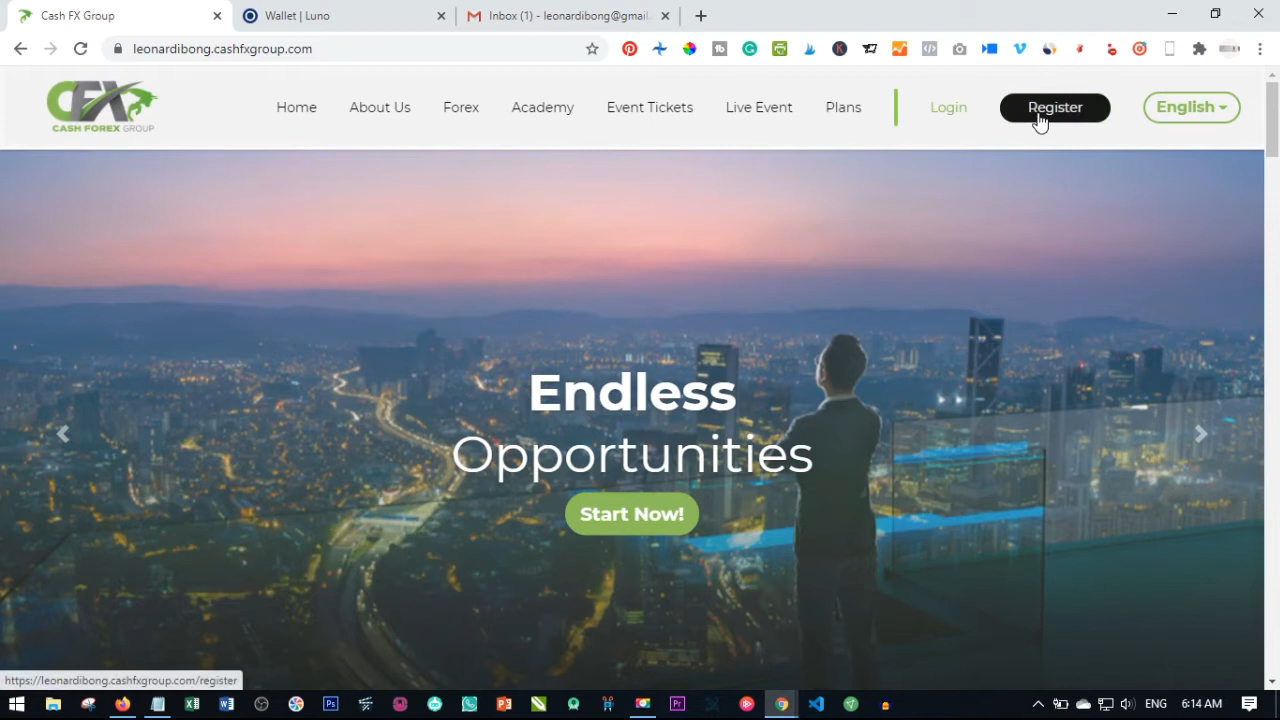 Cash FX Group
Wallet | Luno
Inbox (1) - leonardibong@gmail.
leonardibong.cashfxgroup.com
CFX
CASH FOREX GROUP
Home
About Us
Forex
Academy
Event Tickets
Live Event
Plans
Login
Register
English
Endless
Opportunities
Start Now!
https://leonardibong.cashfxgroup.com/register
ENG
6:14 AM